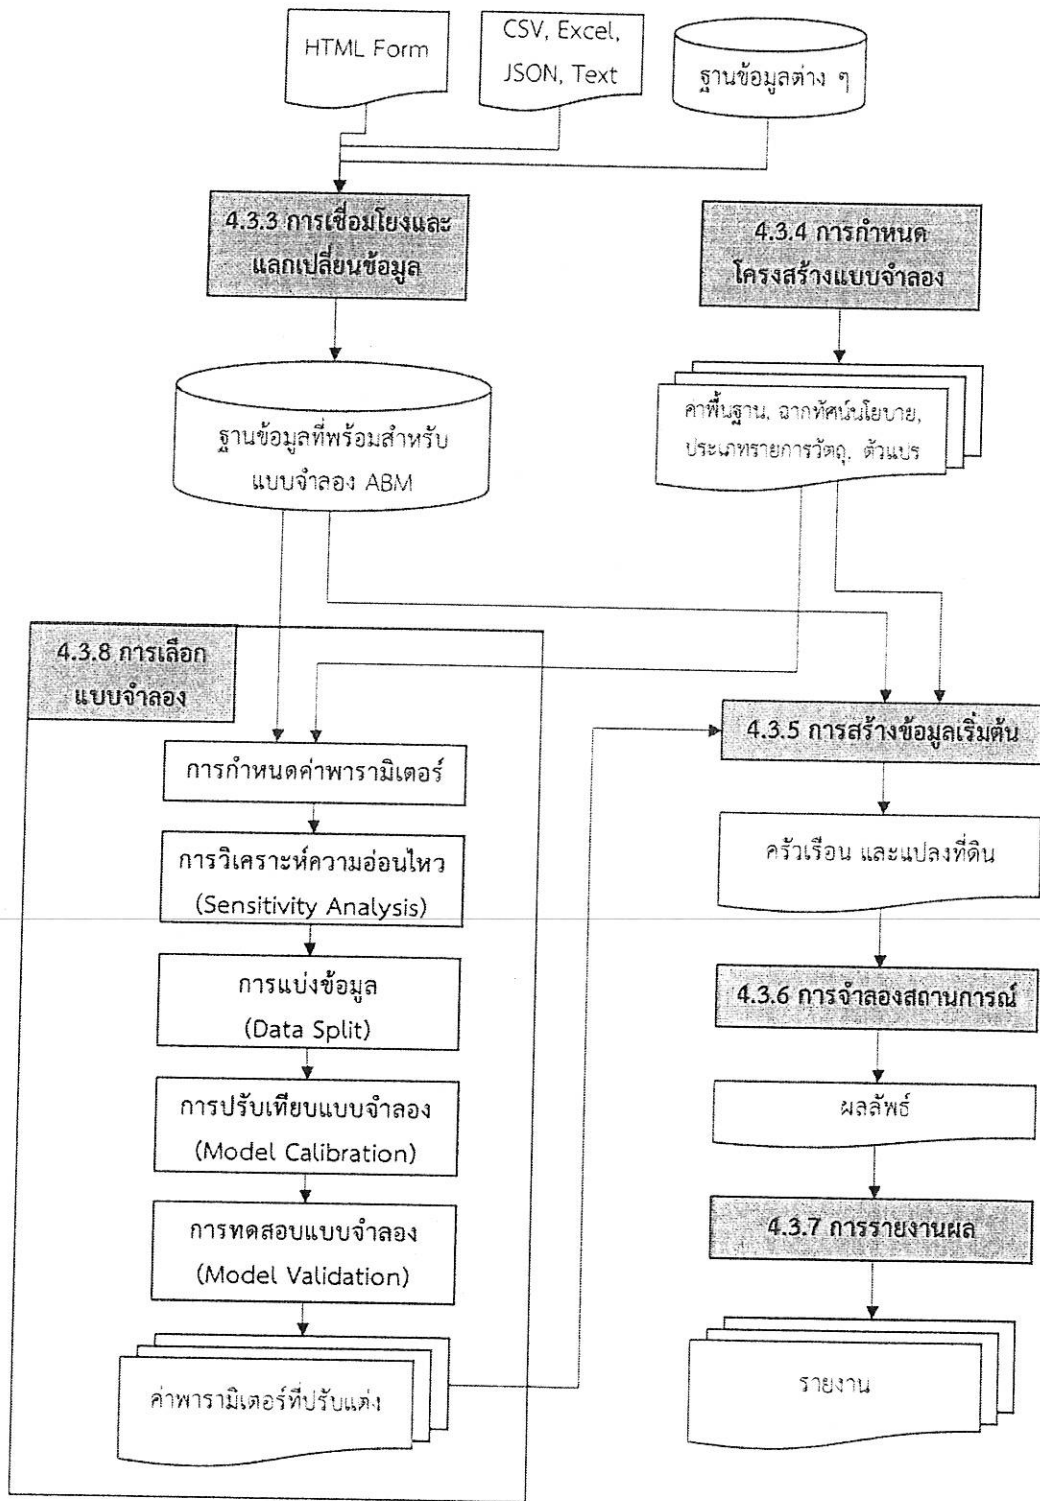 HTML Form
CSV, Excel,
JSON, Text
ฐานข้อมูลต่าง ๆ
4.3.3 การเชื่อมโยงและ
แลกเปลี่ยนข้อมูล
4.3.4 การกำหนด
โครงสร้างแบบจำลอง
ฐานข้อมูลที่พร้อมสำหรับ
แบบจำลอง ABM
ค่าพื้นฐาน, ฉากทัศน์นโยบาย,
ประเภทรายการวัตถุ, ตัวแปร
4.3.8 การเลือก
แบบจำลอง
การกำหนดค่าพารามิเตอร์
การวิเคราะห์ความอ่อนไหว
(Sensitivity Analysis)
การแบ่งข้อมูล
(Data Split)
การปรับเทียบแบบจำลอง
(Model Calibration)
การทดสอบแบบจำลอง
(Model Validation)
ค่าพารามิเตอร์ที่ปรับแต่ง
4.3.5 การสร้างข้อมูลเริ่มต้น
ครัวเรือน และแปลงที่ดิน
4.3.6 การจำลองสถานการณ์
ผลลัพธ์
4.3.7 การรายงานผล
รายงาน